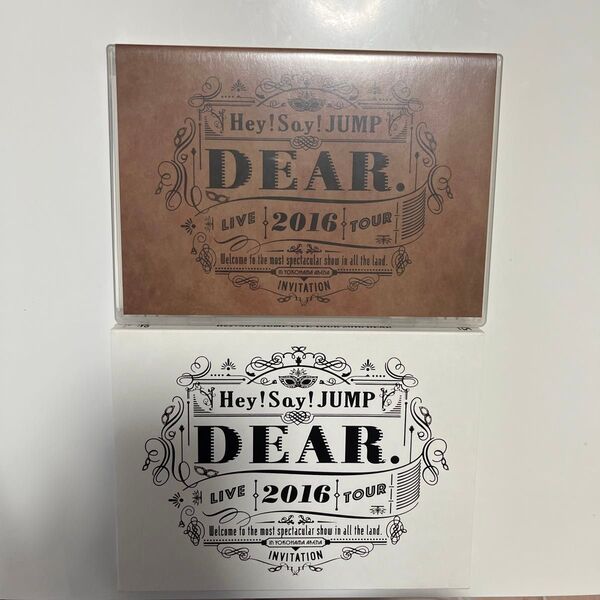 Hey! Say! JUMP
DEAR.
LIVE 2016 TOUR
Welcome to the most spectacular show in all the land.
in YOKOHAMA ARENA
INVITATION
Hey! Say! JUMP
DEAR.
LIVE 2016 TOUR
Welcome to the most spectacular show in all the land.
in YOKOHAMA ARENA
INVITATION